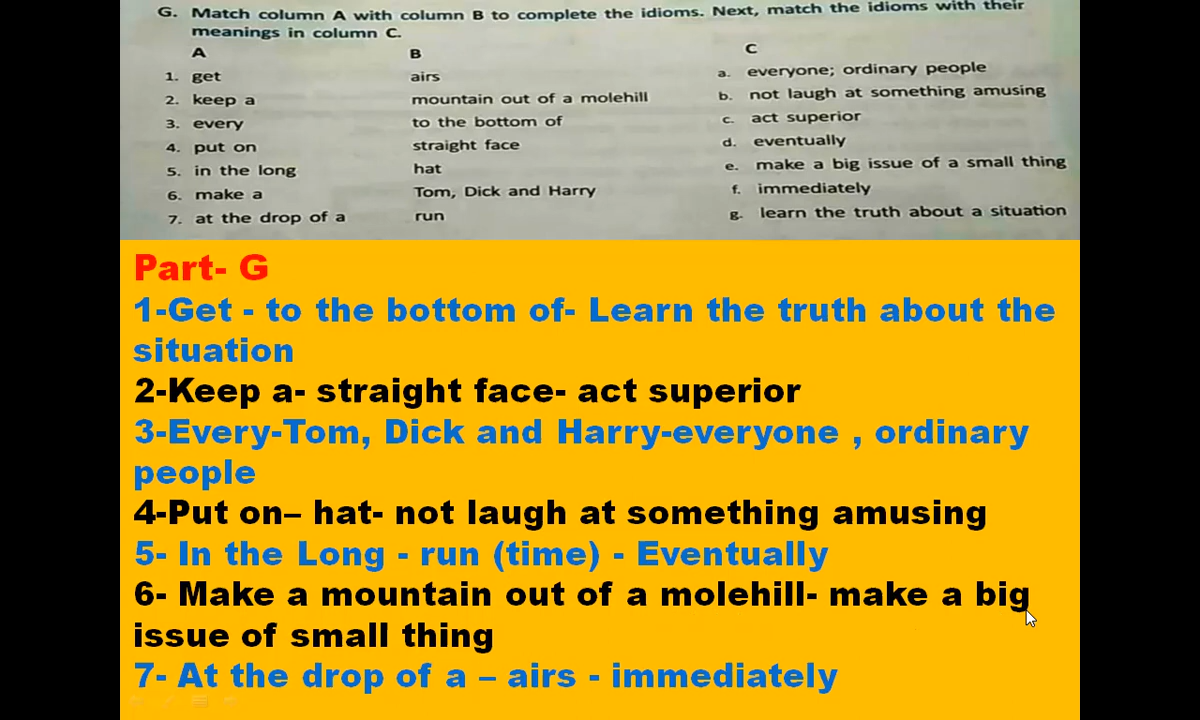 G. Match column A with column B to complete the idioms. Next, match the idioms with their
meanings in column C.
A B C
1. get airs a. everyone; ordinary people
2. keep a mountain out of a molehill b. not laugh at something amusing
3. every to the bottom of c. act superior
4. put on straight face d. eventually
5. in the long hat e. make a big issue of a small thing
6. make a Tom, Dick and Harry f. immediately
7. at the drop of a run g. learn the truth about a situation
Part- G
1-Get - to the bottom of- Learn the truth about the
situation
2-Keep a- straight face- act superior
3-Every-Tom, Dick and Harry-everyone , ordinary
people
4-Put on– hat- not laugh at something amusing
5- In the Long - run (time) - Eventually
6- Make a mountain out of a molehill- make a big
issue of small thing
7- At the drop of a – airs - immediately